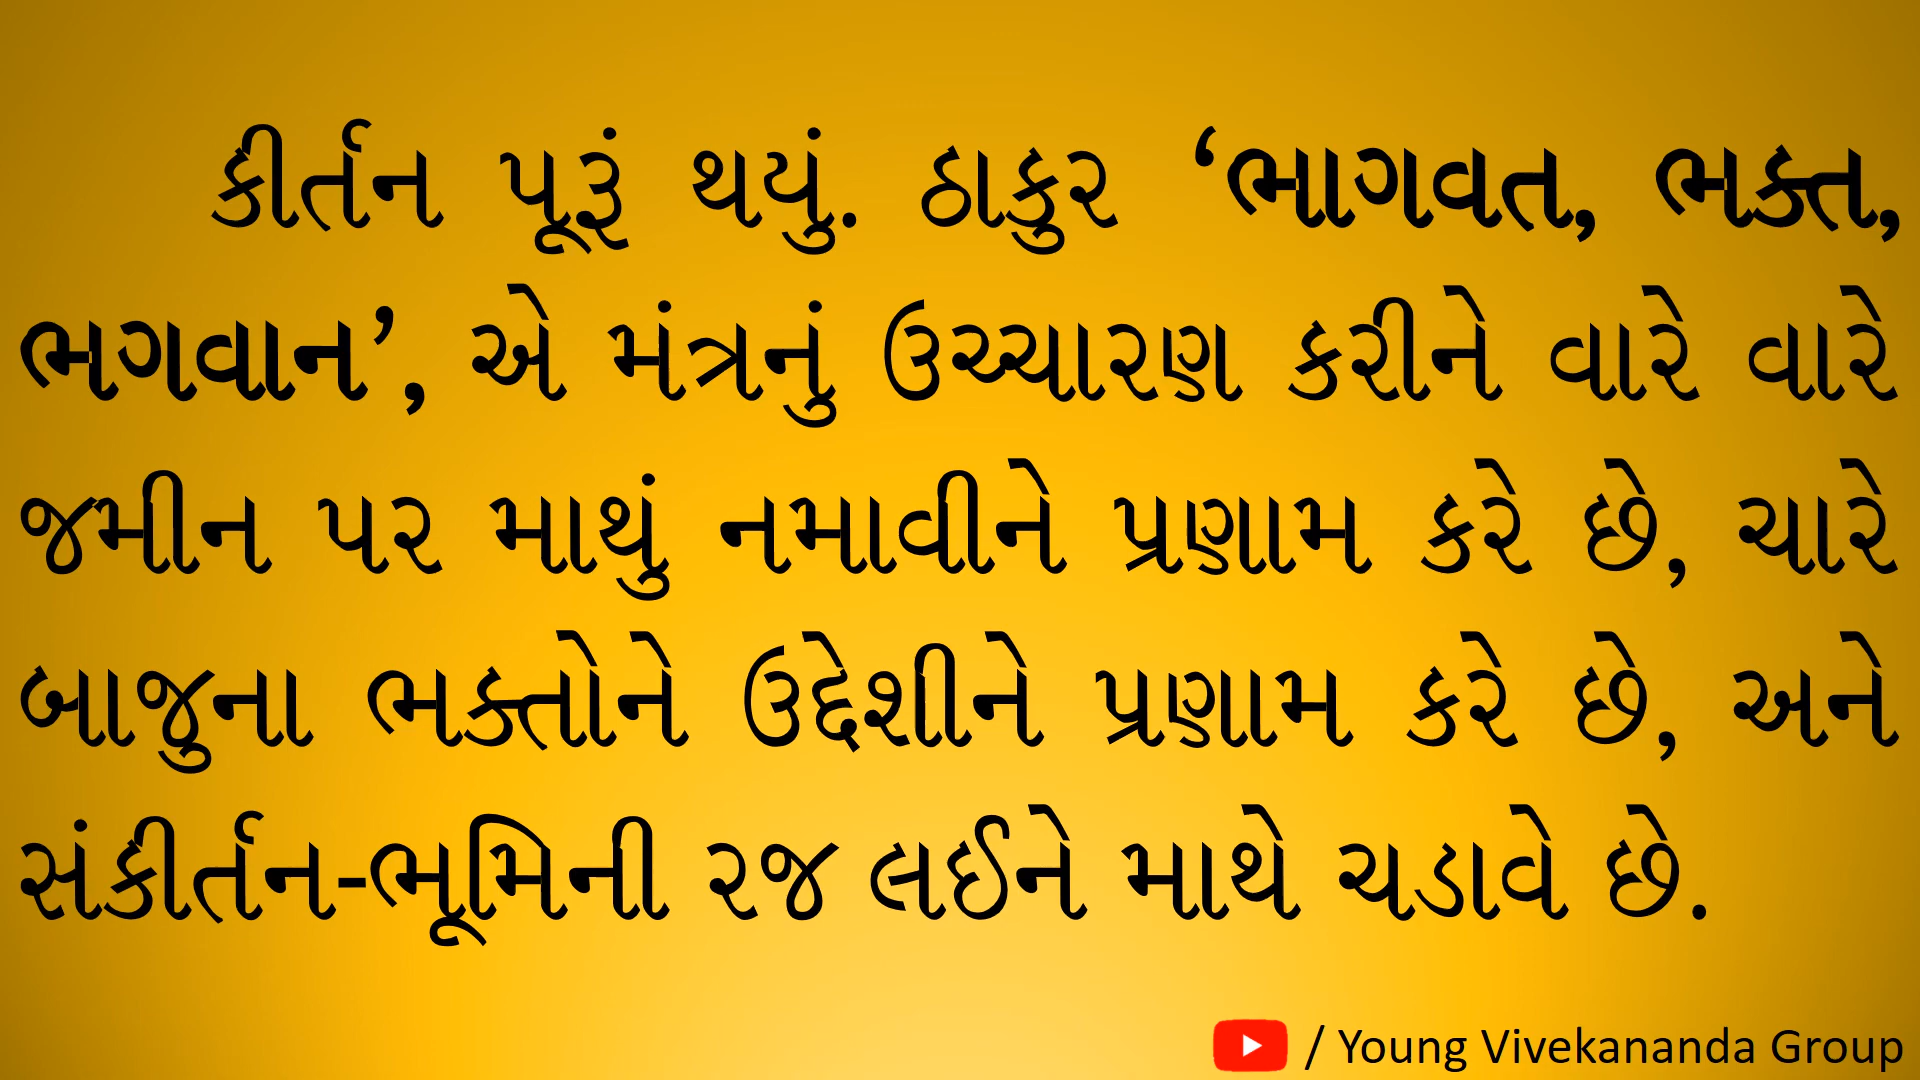 કીર્તન પૂરૂં થયું. ઠાકુર ‘ભાગવત, ભક્ત,
ભગવાન’, એ મંત્રનું ઉચ્ચારણ કરીને વારે વારે
જમીન પર માથું નમાવીને પ્રણામ કરે છે, ચારે
બાજુના ભક્તોને ઉદ્દેશીને પ્રણામ કરે છે, અને
સંકીર્તન-ભૂમિની રજ લઈને માથે ચડાવે છે.
/ Young Vivekananda Group